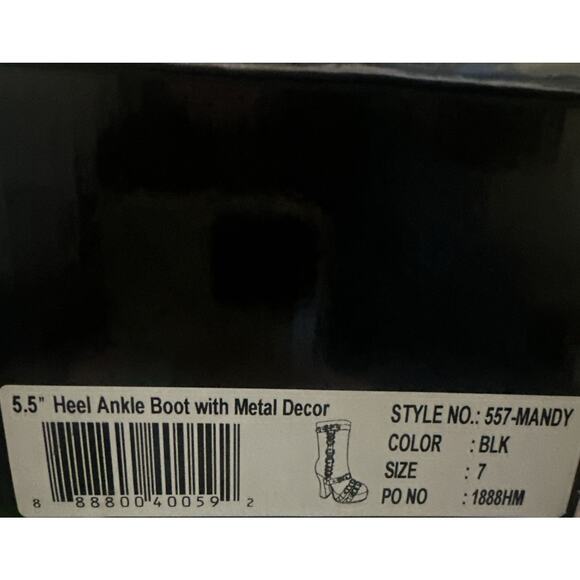 5.5" Heel Ankle Boot with Metal Decor
8 88800 40059 2
STYLE NO.: 557-MANDY
COLOR : BLK
SIZE : 7
PO NO : 1888HM